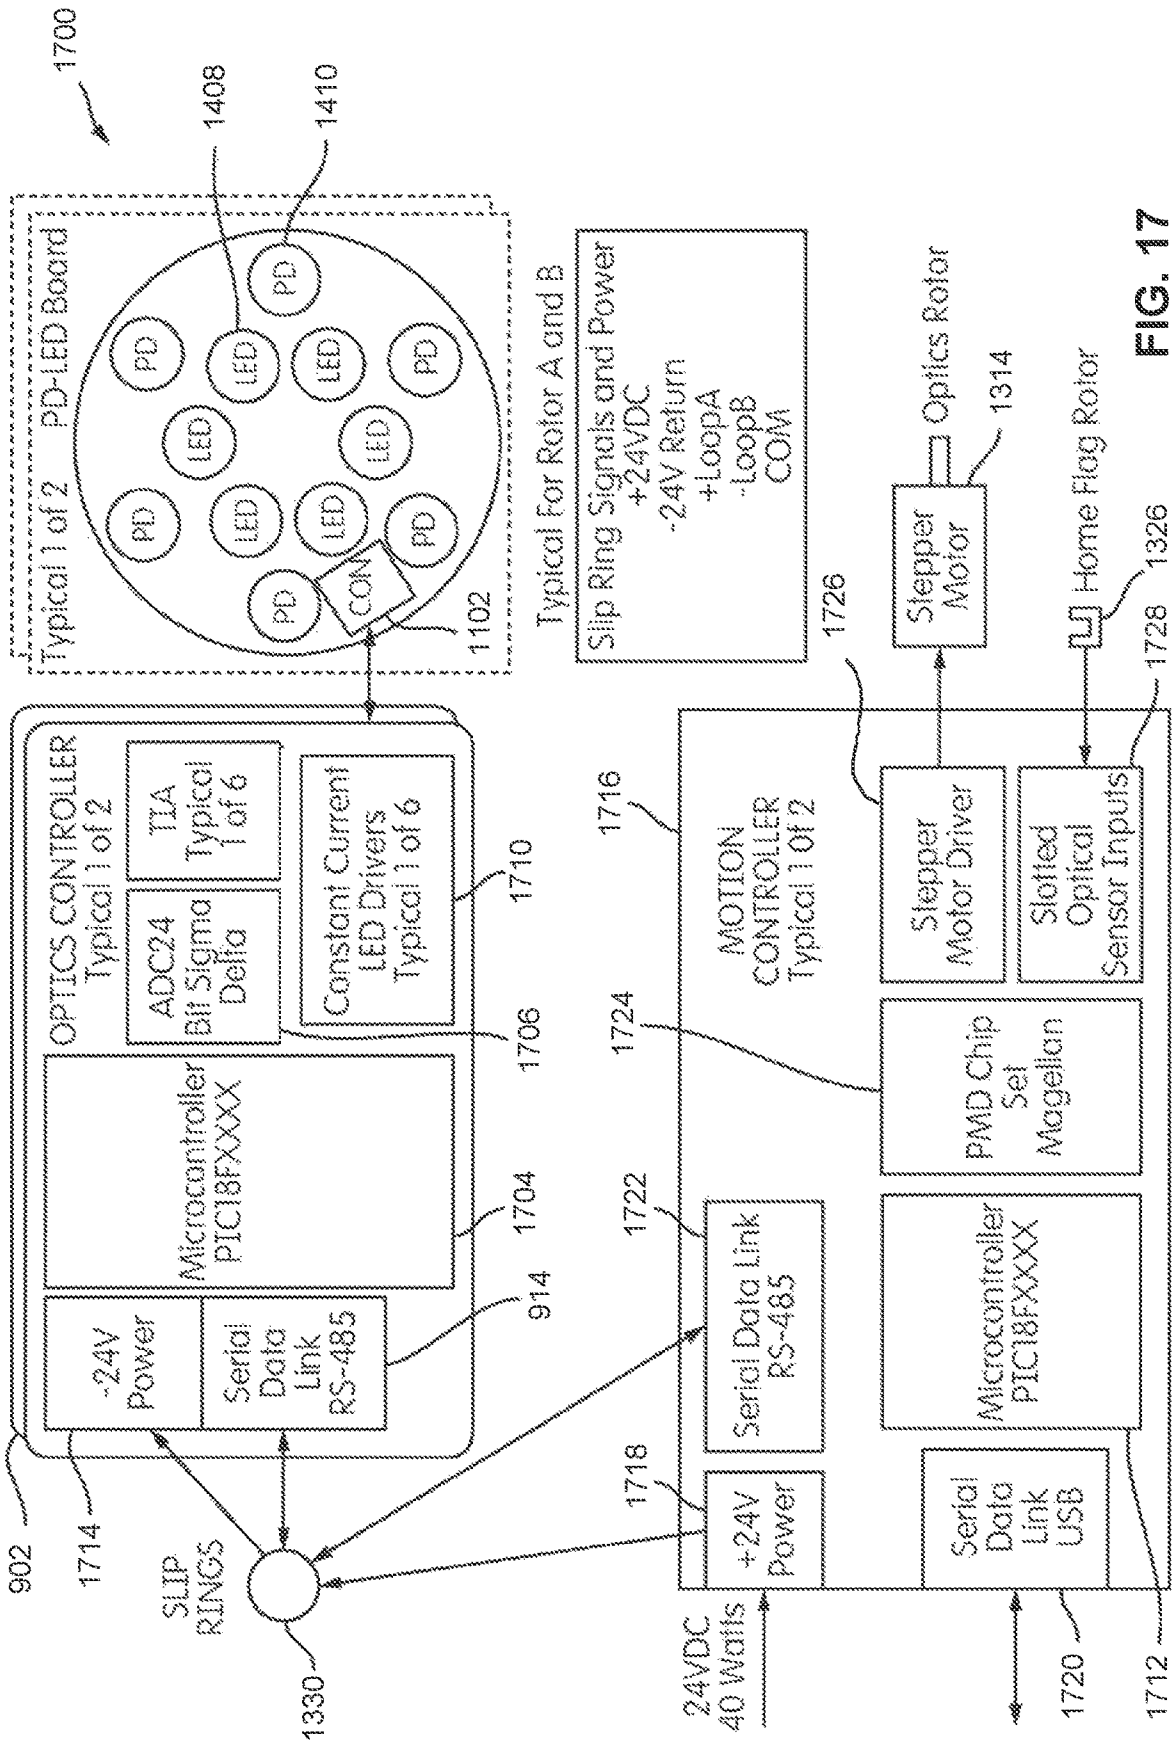 1700
902
1714
SLIP
RINGS
1330
OPTICS CONTROLLER
Typical 1 of 2
-24V
Power
Serial
Data
Link
RS-485
914
Microcontroller
PIC18FXXXX
1704
ADC24
Bit Sigma
Delta
1706
TIA
Typical
1 of 6
Constant Current
LED Drivers
Typical 1 of 6
1710
Typical 1 of 2 PD-LED Board
PD
PD
PD
PD
PD
PD
LED
LED
LED
LED
LED
LED
CON
1102
1408
1410
Typical For Rotor A and B
Slip Ring Signals and Power
+24VDC
-24V Return
+LoopA
-LoopB
COM
24VDC
40 Watts
1718
+24V
Power
1722
Serial Data Link
RS-485
1716
MOTION
CONTROLLER
Typical 1 0f 2
1720
Serial
Data
Link
USB
1712
Microcontroller
PIC18FXXXX
1724
PMD Chip
Set
Magellan
1726
Stepper
Motor Driver
1728
Slotted
Optical
Sensor Inputs
Stepper
Motor
Optics Rotor
1314
Home Flag Rotor
1326
FIG. 17